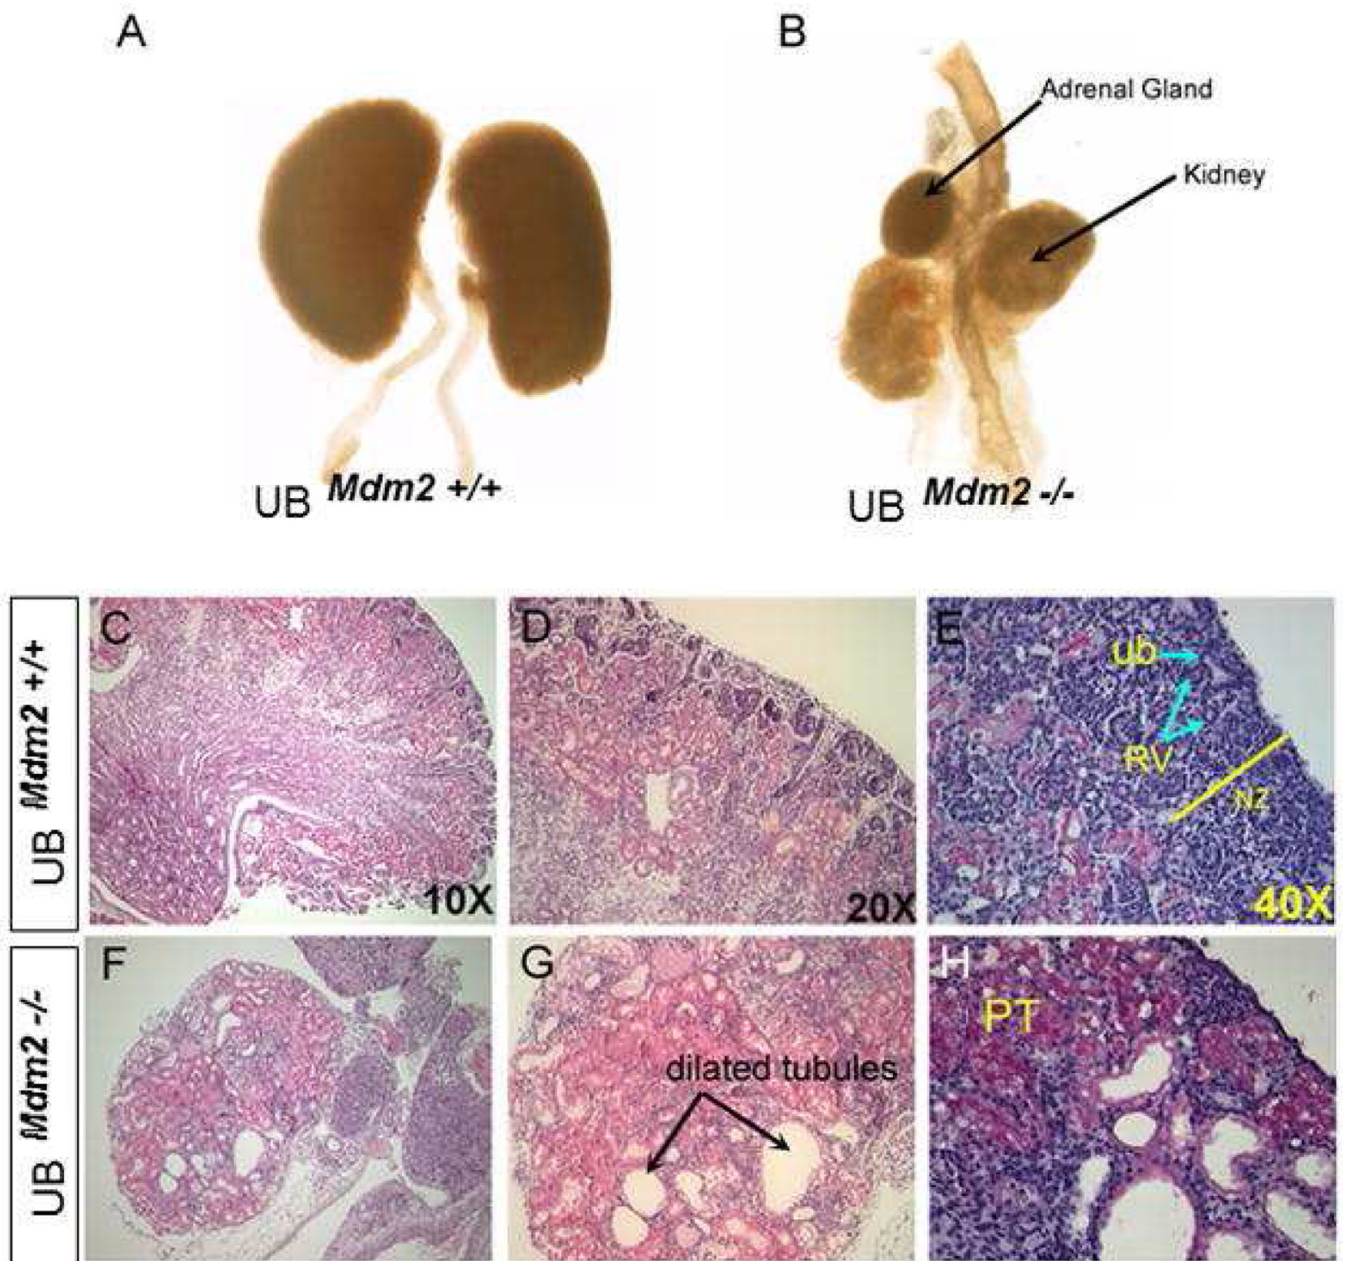 A
B
Adrenal Gland
Kidney
UB Mdm2 +/+
UB Mdm2 -/-
UB Mdm2 +/+
C
10X
D
20X
E
ub
RV
NZ
40X
UB Mdm2 -/-
F
G
dilated tubules
H
PT